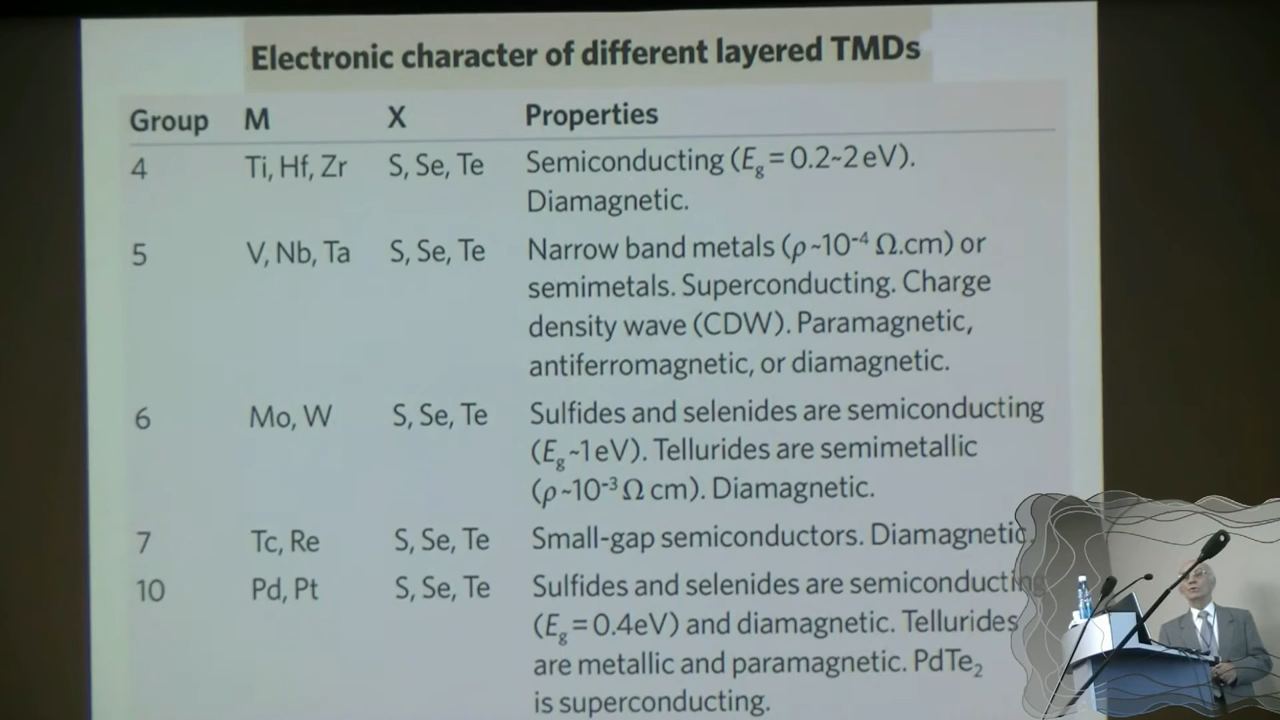 Electronic character of different layered TMDs
Group M X Properties
4 Ti, Hf, Zr S, Se, Te Semiconducting (Eg = 0.2~2 eV).
Diamagnetic.
5 V, Nb, Ta S, Se, Te Narrow band metals (ρ ~10⁻⁴ Ω.cm) or
semimetals. Superconducting. Charge
density wave (CDW). Paramagnetic,
antiferromagnetic, or diamagnetic.
6 Mo, W S, Se, Te Sulfides and selenides are semiconducting
(Eg ~1 eV). Tellurides are semimetallic
(ρ ~10⁻³ Ω cm). Diamagnetic.
7 Tc, Re S, Se, Te Small-gap semiconductors. Diamagnetic.
10 Pd, Pt S, Se, Te Sulfides and selenides are semiconducting
(Eg = 0.4eV) and diamagnetic. Tellurides
are metallic and paramagnetic. PdTe₂
is superconducting.